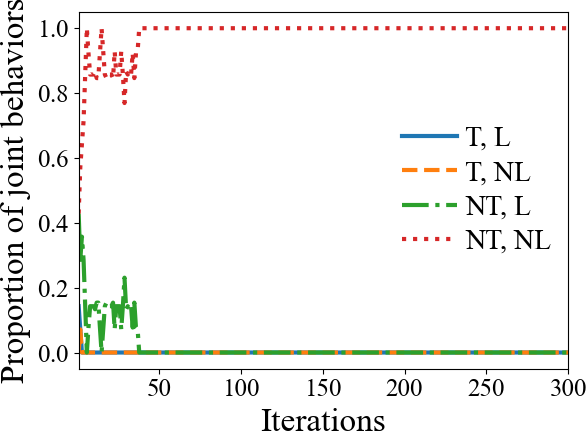 Proportion of joint behaviors
1.0
0.8
0.6
0.4
0.2
0.0
T, L
T, NL
NT, L
NT, NL
50 100 150 200 250 300
Iterations